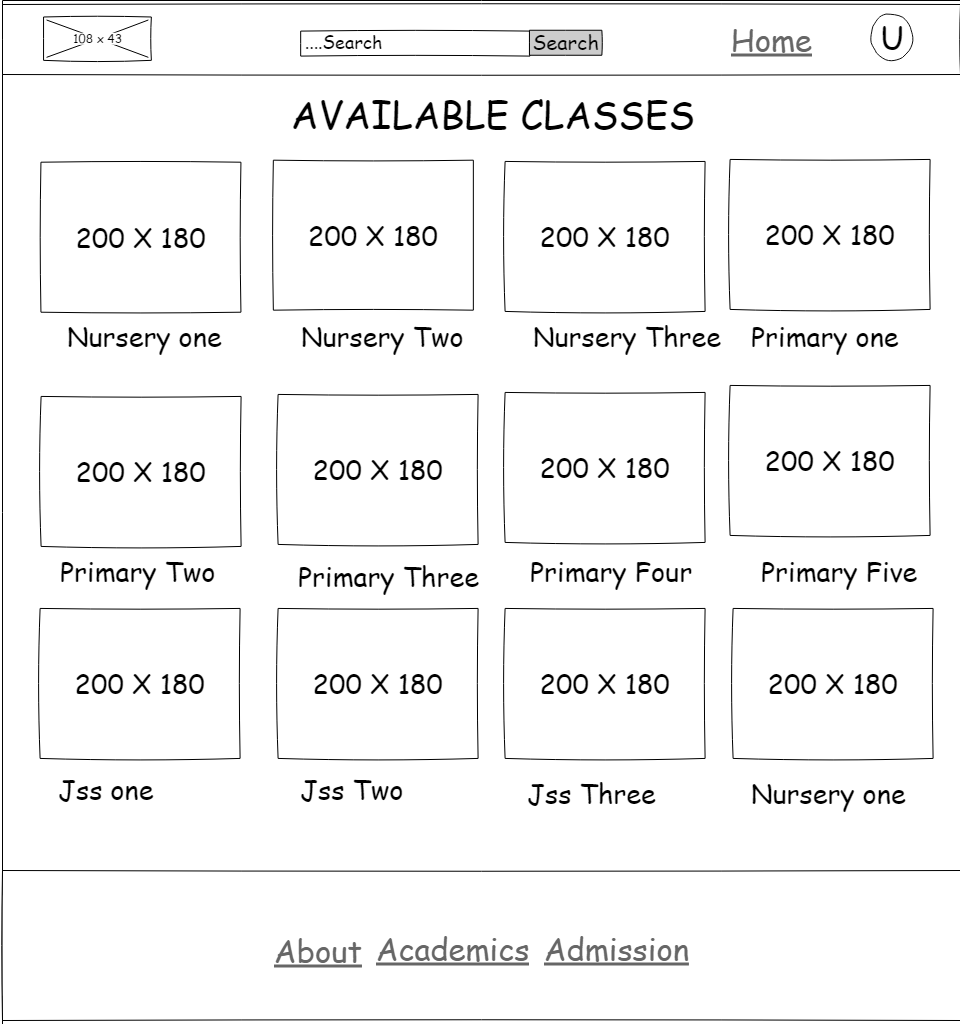 108 x 43
....Search Search Home U
AVAILABLE CLASSES
200 X 180 200 X 180 200 X 180 200 X 180
Nursery one Nursery Two Nursery Three Primary one
200 X 180 200 X 180 200 X 180 200 X 180
Primary Two Primary Three Primary Four Primary Five
200 X 180 200 X 180 200 X 180 200 X 180
Jss one Jss Two Jss Three Nursery one
About Academics Admission